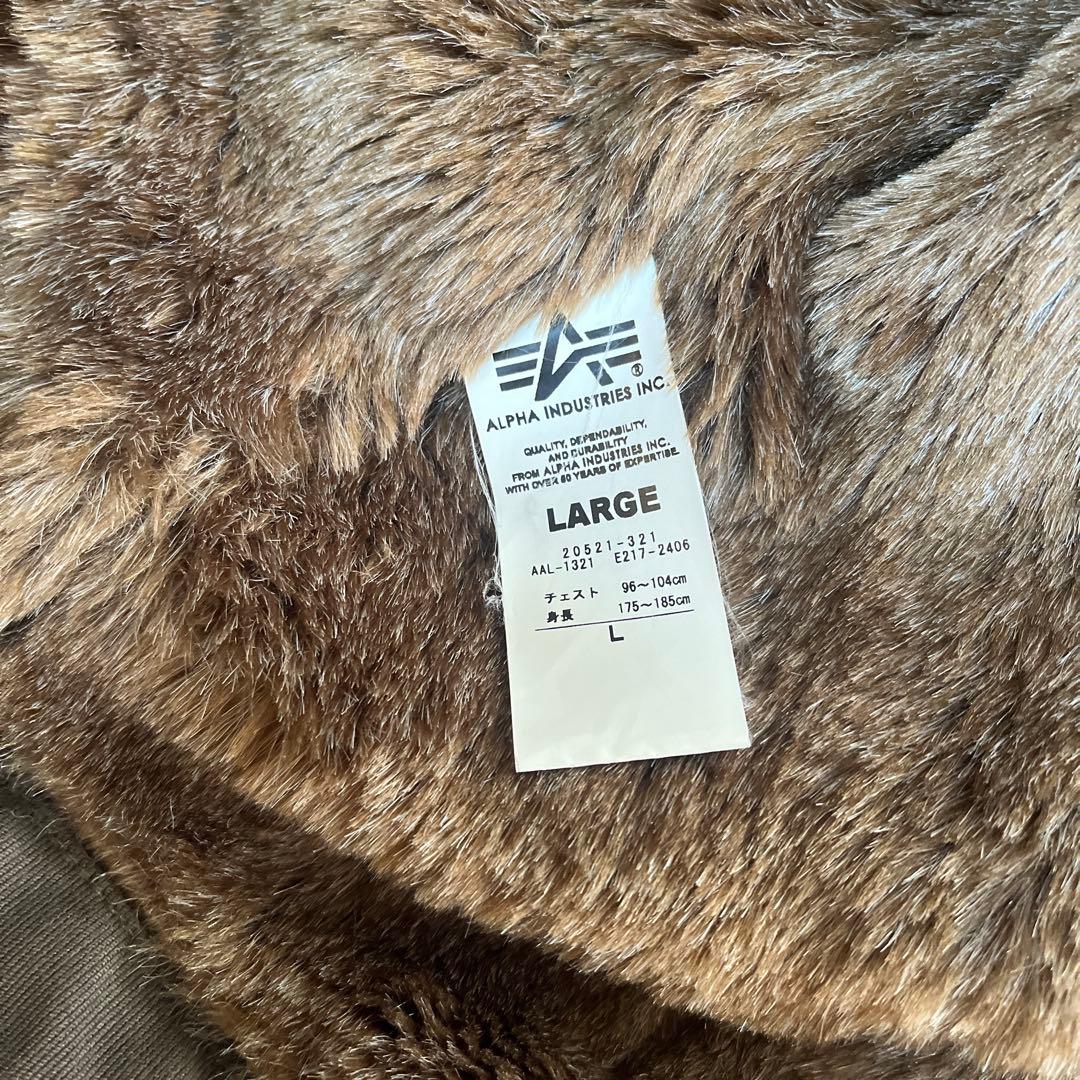 ®
ALPHA INDUSTRIES INC.
QUALITY, DEPENDABILITY,
AND DURABILITY
FROM ALPHA INDUSTRIES INC.
WITH OVER 50 YEARS OF EXPERTISE.
LARGE
20521-321
AAL-1321 E217-2406
チェスト 96～104cm
身長 175～185cm
L